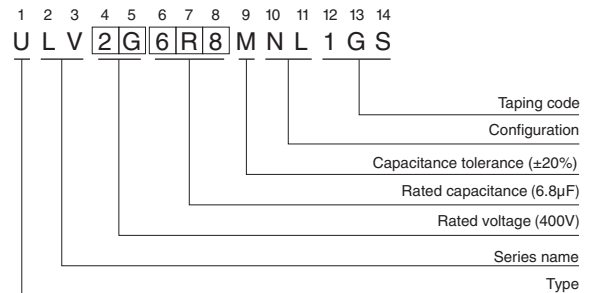 1 2 3 4 5 6 7 8 9 10 11 12 13 14
U L V 2 G 6 R 8 M N L 1 G S
Taping code
Configuration
Capacitance tolerance (±20%)
Rated capacitance (6.8µF)
Rated voltage (400V)
Series name
Type